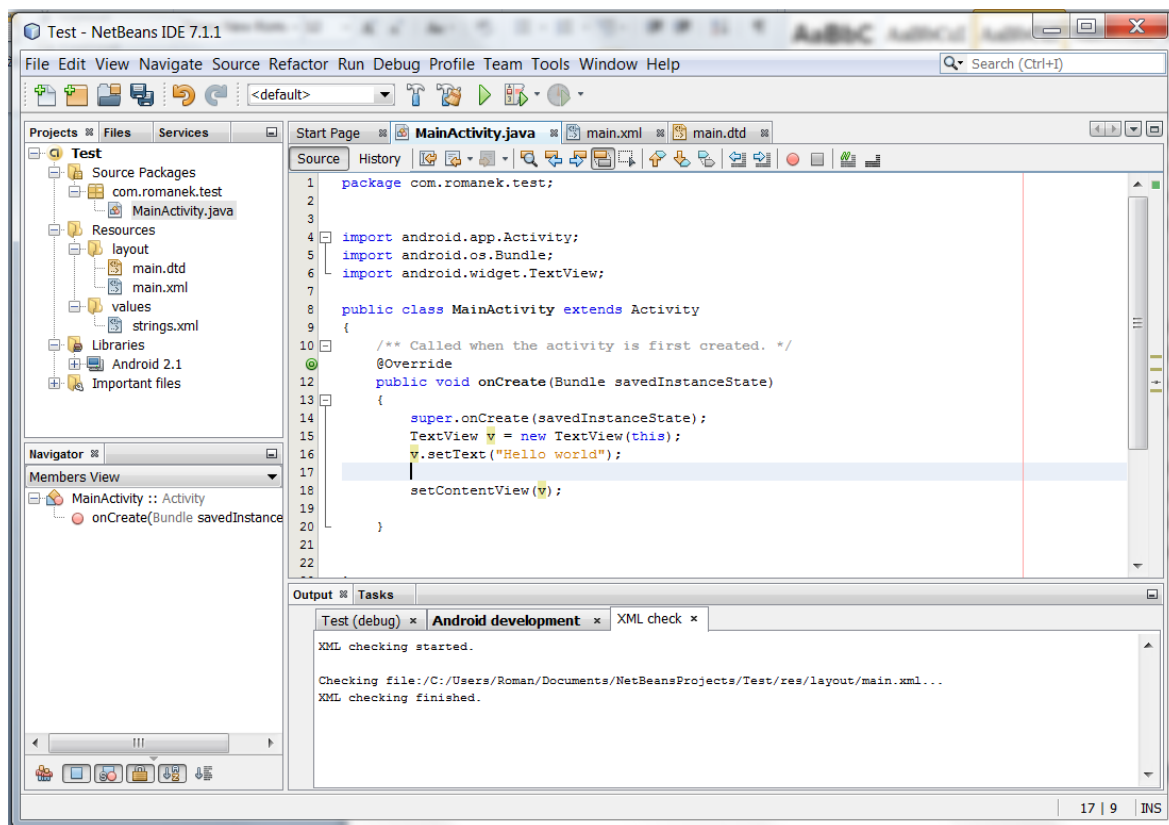 Test - NetBeans IDE 7.1.1
AaBbC
File Edit View Navigate Source Refactor Run Debug Profile Team Tools Window Help
Search (Ctrl+I)
<default>
Projects Files Services
Test
Source Packages
com.romanek.test
MainActivity.java
Resources
layout
main.dtd
main.xml
values
strings.xml
Libraries
Android 2.1
Important files
Navigator
Members View
MainActivity :: Activity
onCreate(Bundle savedInstance
Start Page MainActivity.java main.xml main.dtd
Source History
1 package com.romanek.test;
2
3
4 import android.app.Activity;
5 import android.os.Bundle;
6 import android.widget.TextView;
7
8 public class MainActivity extends Activity
9 {
10 /** Called when the activity is first created. */
@Override
12 public void onCreate(Bundle savedInstanceState)
13 {
14 super.onCreate(savedInstanceState);
15 TextView v = new TextView(this);
16 v.setText("Hello world");
17
18 setContentView(v);
19
20 }
21
22
Output Tasks
Test (debug) Android development XML check
XML checking started.
Checking file:/C:/Users/Roman/Documents/NetBeansProjects/Test/res/layout/main.xml...
XML checking finished.
17 | 9 INS